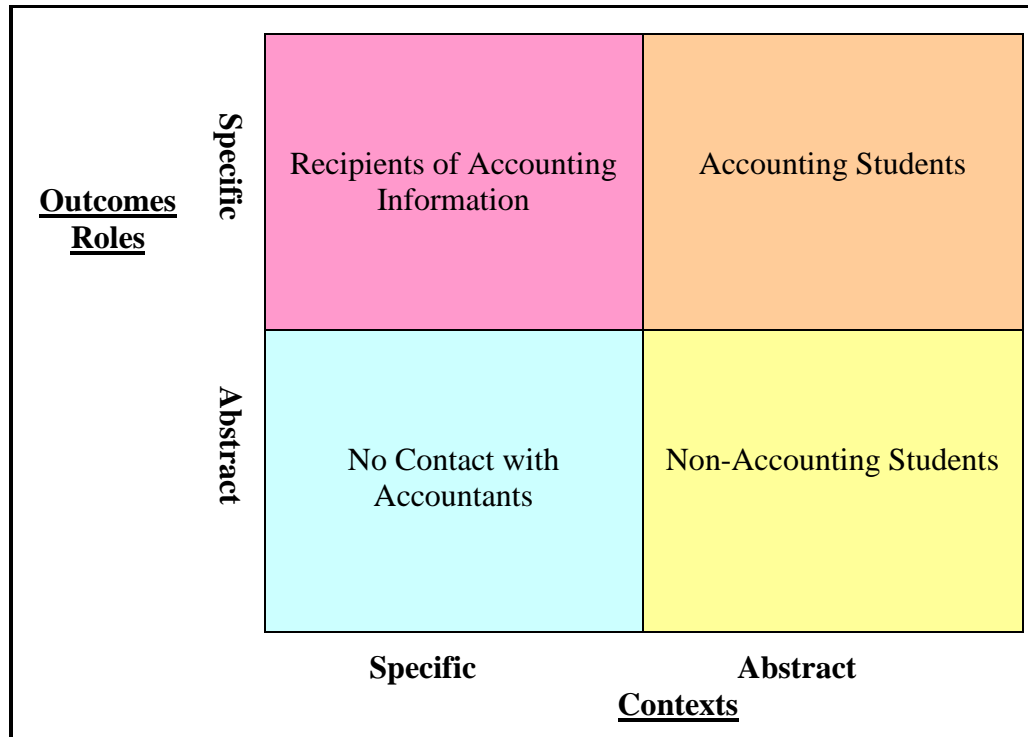 Specific
Outcomes
Roles
Recipients of Accounting
Information
Accounting Students
Abstract
No Contact with
Accountants
Non-Accounting Students
Specific
Abstract
Contexts